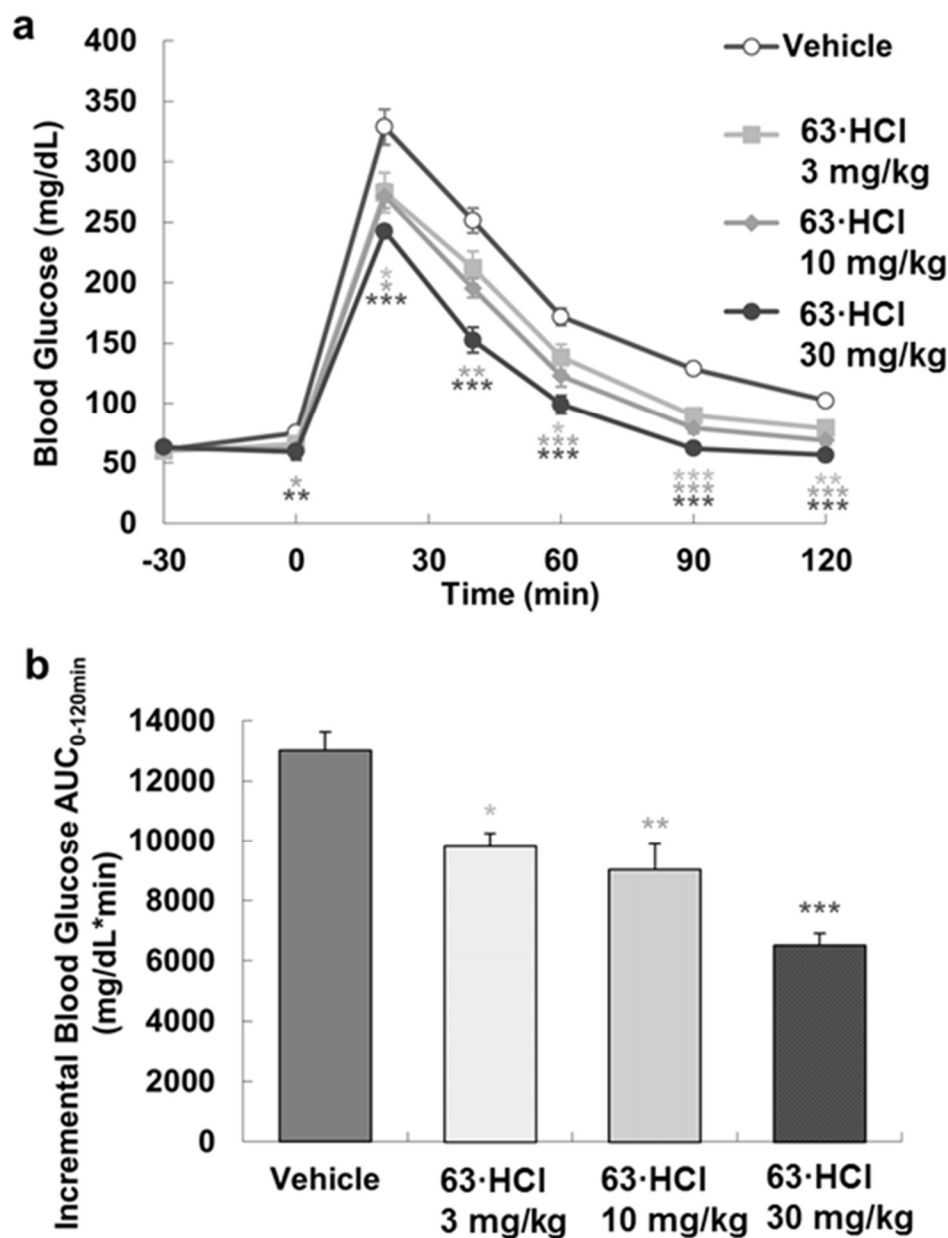 a
400
350
300
250
200
150
100
50
0
Blood Glucose (mg/dL)
-30 0 30 60 90 120
Time (min)
Vehicle
63·HCl
3 mg/kg
63·HCl
10 mg/kg
63·HCl
30 mg/kg
*
*
***
**
***
*
***
***
*
**
***
***
***
**
***
***
b
Incremental Blood Glucose AUC0-120min
(mg/dL*min)
14000
12000
10000
8000
6000
4000
2000
0
*
**
***
Vehicle
63·HCl
3 mg/kg
63·HCl
10 mg/kg
63·HCl
30 mg/kg